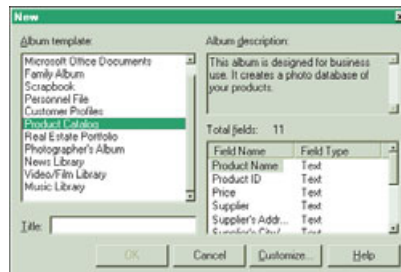 New
Album template:
Microsoft Office Documents
Family Album
Scrapbook
Personnel File
Customer Profiles
Product Catalog
Real Estate Portfolio
Photographer's Album
News Library
Video/Film Library
Music Library
Title:
Album description:
This album is designed for business
use. It creates a photo database of
your products.
Total fields: 11
Field Name Field Type
Product Name Text
Product ID Text
Price Text
Supplier Text
Supplier's Addr... Text
Supplier's City/ Text
OK Cancel Customize... Help